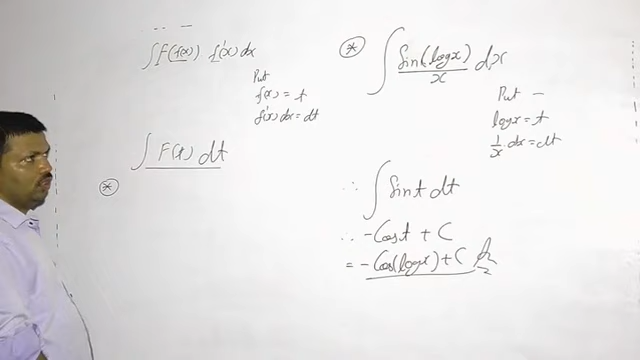 ∫F(f(x)) f'(x) dx
Put
f(x) = t
f'(x) dx = dt
∫ F(t) dt
*
* ∫ Sin(logx)/x dx
Put -
logx = t
1/x dx = dt
∴ ∫ Sint dt
∴ -Cost + C
= -Cos(logx) + C